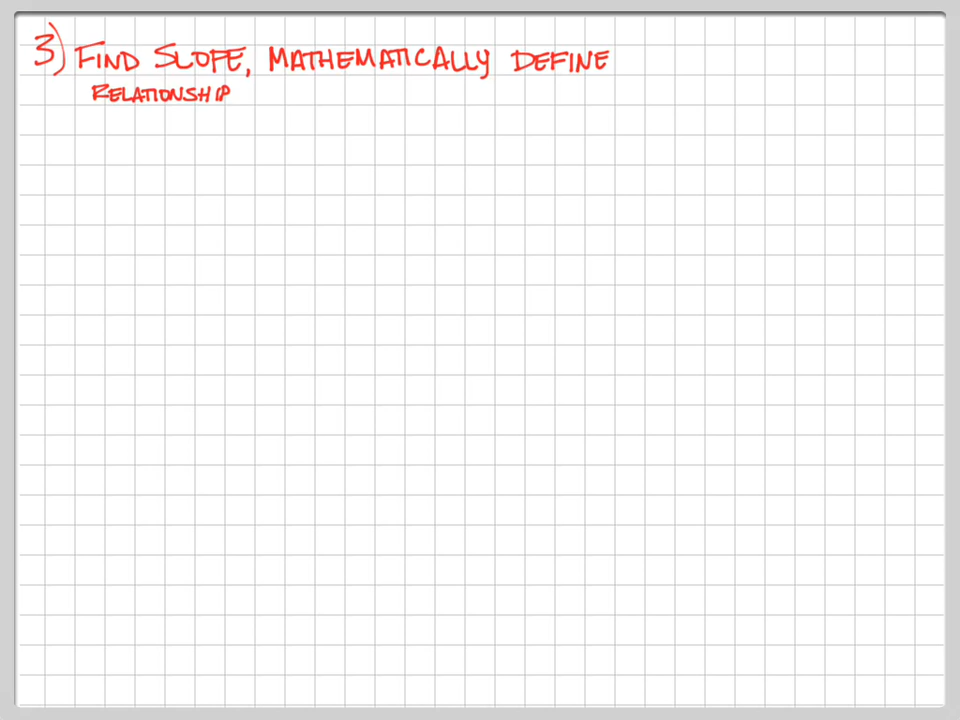 3) FIND SLOPE, MATHEMATICALLY DEFINE
RELATIONSHIP